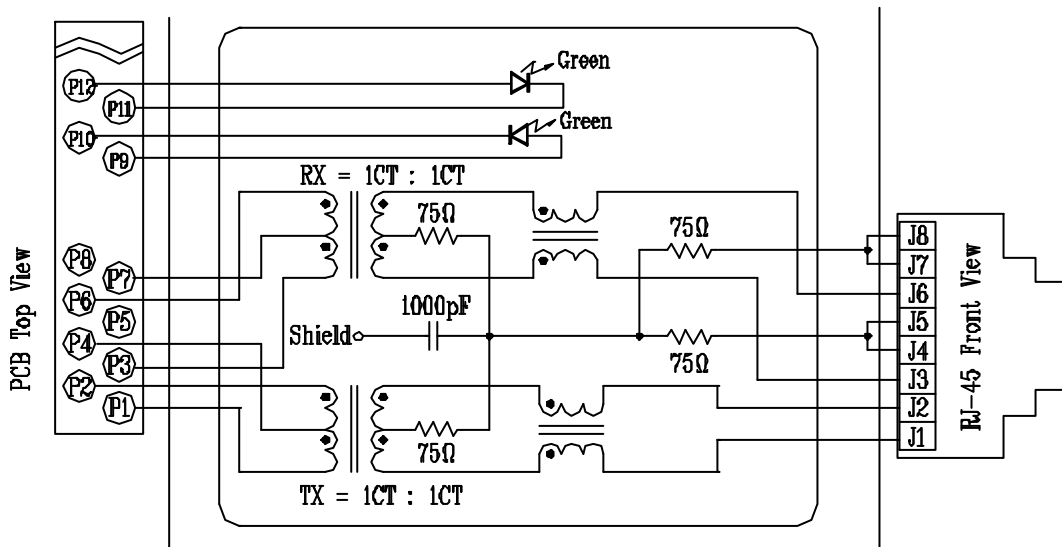 P12
Green
P11
P10
Green
P9
RX = 1CT : 1CT
75Ω
75Ω
J8
J7
J6
J5
J4
J3
J2
J1
P8
P7
P6
P5
P4
P3
P2
P1
PCB Top View
1000pF
Shield
75Ω
75Ω
TX = 1CT : 1CT
RJ-45 Front View